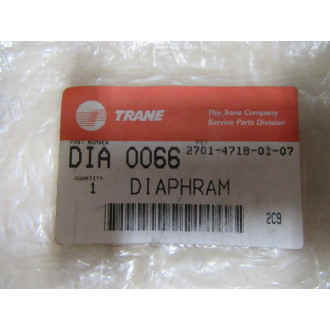 TRANE
The Trane Company
Service Parts Division
PART NUMBER REF
DIA 0066 2701-4718-01-07
QUANTITY
1 DIAPHRAM
2C9